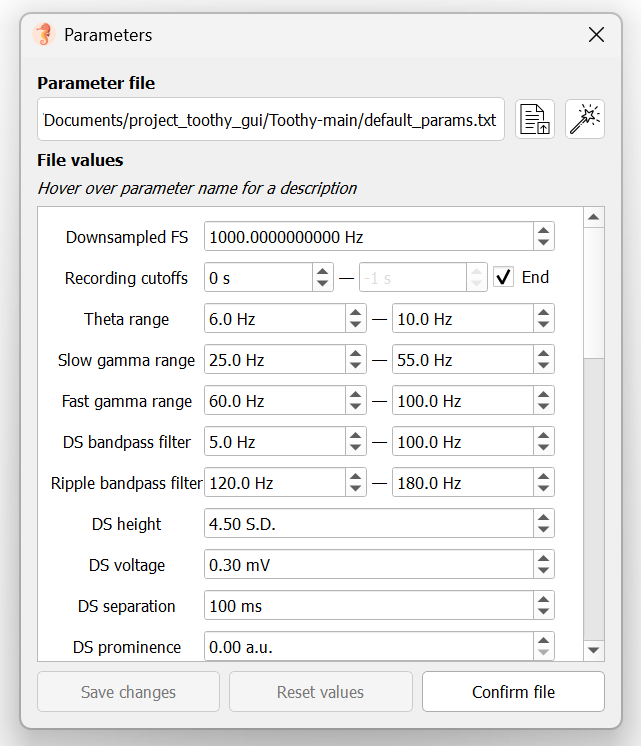 Parameters
Parameter file
Documents/project_toothy_gui/Toothy-main/default_params.txt
File values
Hover over parameter name for a description
Downsampled FS 1000.0000000000 Hz
Recording cutoffs 0 s — -1 s End
Theta range 6.0 Hz — 10.0 Hz
Slow gamma range 25.0 Hz — 55.0 Hz
Fast gamma range 60.0 Hz — 100.0 Hz
DS bandpass filter 5.0 Hz — 100.0 Hz
Ripple bandpass filter 120.0 Hz — 180.0 Hz
DS height 4.50 S.D.
DS voltage 0.30 mV
DS separation 100 ms
DS prominence 0.00 a.u.
Save changes Reset values Confirm file